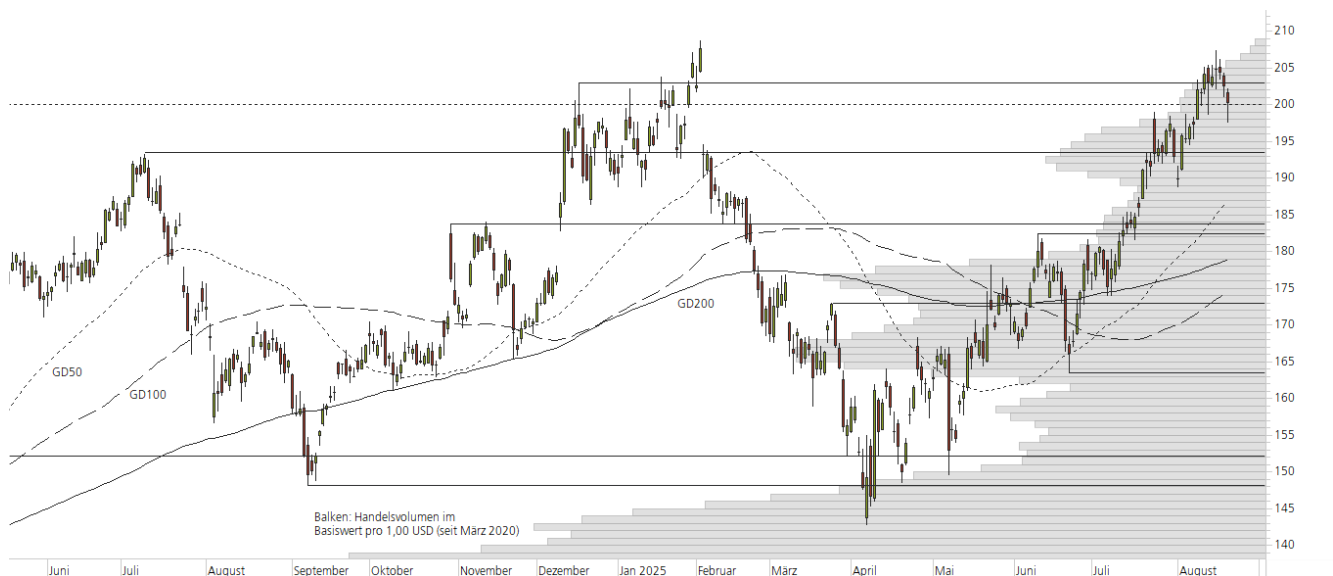 210
205
200
195
190
185
180
175
170
165
160
155
150
145
140
GD50
GD100
GD200
Balken: Handelsvolumen im
Basiswert pro 1,00 USD (seit März 2020)
Juni Juli August September Oktober November Dezember Jan 2025 Februar März April Mai Juni Juli August